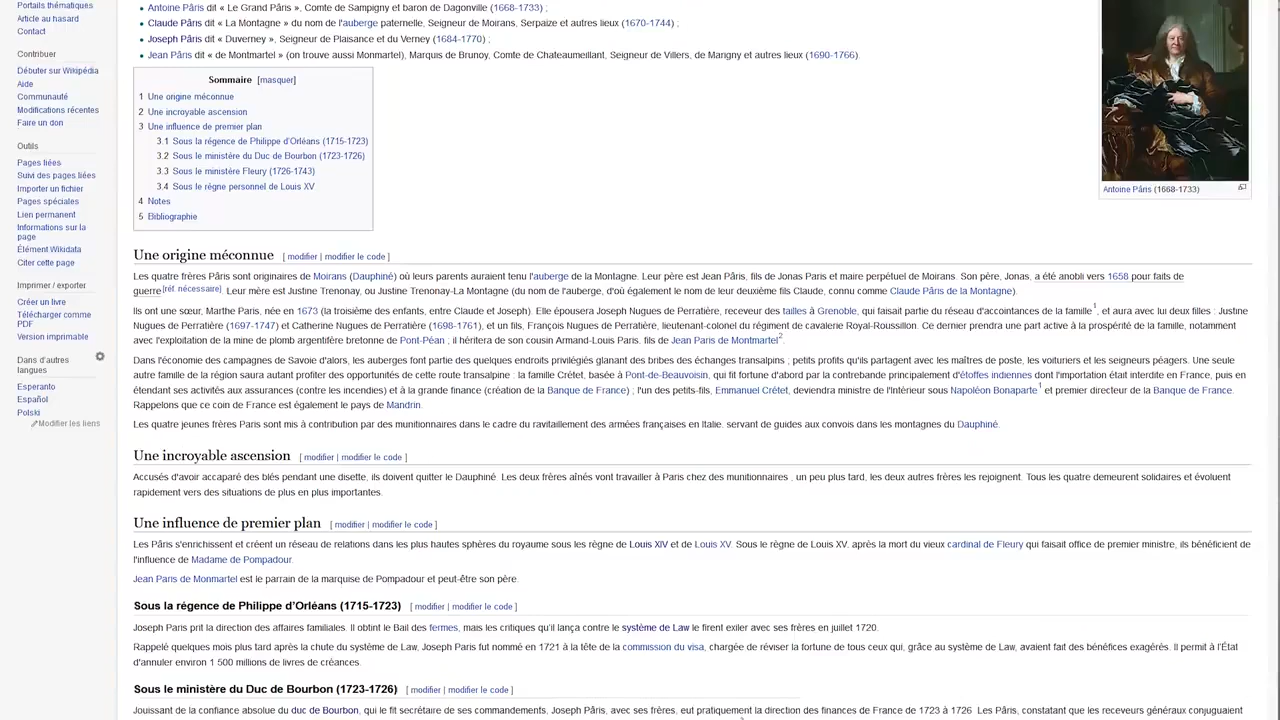 Portails thématiques
Article au hasard
Contact
Contribuer
Débuter sur Wikipédia
Aide
Communauté
Modifications récentes
Faire un don
Outils
Pages liées
Suivi des pages liées
Importer un fichier
Pages spéciales
Lien permanent
Informations sur la
page
Élément Wikidata
Citer cette page
Imprimer / exporter
Créer un livre
Télécharger comme
PDF
Version imprimable
Dans d'autres
langues
Esperanto
Español
Polski
Modifier les liens
Antoine Pâris dit « Le Grand Pâris », Comte de Sampigny et baron de Dagonville (1668-1733) ;
Claude Pâris dit « La Montagne » du nom de l'auberge paternelle, Seigneur de Moirans, Serpaize et autres lieux (1670-1744) ;
Joseph Pâris dit « Duverney », Seigneur de Plaisance et du Verney (1684-1770) ;
Jean Pâris dit « de Montmartel » (on trouve aussi Monmartel), Marquis de Brunoy, Comte de Chateaumeillant, Seigneur de Villers, de Marigny et autres lieux (1690-1766).
Sommaire [masquer]
1 Une origine méconnue
2 Une incroyable ascension
3 Une influence de premier plan
3.1 Sous la régence de Philippe d'Orléans (1715-1723)
3.2 Sous le ministère du Duc de Bourbon (1723-1726)
3.3 Sous le ministère Fleury (1726-1743)
3.4 Sous le règne personnel de Louis XV
4 Notes
5 Bibliographie
Antoine Pâris (1668-1733)
Une origine méconnue [ modifier | modifier le code ]
Les quatre frères Pâris sont originaires de Moirans (Dauphiné) où leurs parents auraient tenu l'auberge de la Montagne. Leur père est Jean Pâris, fils de Jonas Paris et maire perpétuel de Moirans. Son père, Jonas, a été anobli vers 1658 pour faits de
guerre[réf. nécessaire]. Leur mère est Justine Trenonay, ou Justine Trenonay-La Montagne (du nom de l'auberge, d'où également le nom de leur deuxième fils Claude, connu comme Claude Pâris de la Montagne).
Ils ont une sœur, Marthe Paris, née en 1673 (la troisième des enfants, entre Claude et Joseph). Elle épousera Joseph Nugues de Perratière, receveur des tailles à Grenoble, qui faisait partie du réseau d'accointances de la famille1, et aura avec lui deux filles : Justine
Nugues de Perratière (1697-1747) et Catherine Nugues de Perratière (1698-1761), et un fils, François Nugues de Perratière, lieutenant-colonel du régiment de cavalerie Royal-Roussillon. Ce dernier prendra une part active à la prospérité de la famille, notamment
avec l'exploitation de la mine de plomb argentifère bretonne de Pont-Péan ; il héritera de son cousin Armand-Louis Paris. fils de Jean Paris de Montmartel2.
Dans l'économie des campagnes de Savoie d'alors, les auberges font partie des quelques endroits privilégiés glanant des bribes des échanges transalpins ; petits profits qu'ils partagent avec les maîtres de poste, les voituriers et les seigneurs péagers. Une seule
autre famille de la région saura autant profiter des opportunités de cette route transalpine : la famille Crétet, basée à Pont-de-Beauvoisin, qui fit fortune d'abord par la contrebande principalement d'étoffes indiennes dont l'importation était interdite en France, puis en
étendant ses activités aux assurances (contre les incendies) et à la grande finance (création de la Banque de France) ; l'un des petits-fils, Emmanuel Crétet, deviendra ministre de l'Intérieur sous Napoléon Bonaparte1 et premier directeur de la Banque de France.
Rappelons que ce coin de France est également le pays de Mandrin.
Les quatre jeunes frères Paris sont mis à contribution par des munitionnaires dans le cadre du ravitaillement des armées françaises en Italie. servant de guides aux convois dans les montagnes du Dauphiné.
Une incroyable ascension [ modifier | modifier le code ]
Accusés d'avoir accaparé des blés pendant une disette, ils doivent quitter le Dauphiné. Les deux frères aînés vont travailler à Paris chez des munitionnaires , un peu plus tard, les deux autres frères les rejoignent. Tous les quatre demeurent solidaires et évoluent
rapidement vers des situations de plus en plus importantes.
Une influence de premier plan [ modifier | modifier le code ]
Les Pâris s'enrichissent et créent un réseau de relations dans les plus hautes sphères du royaume sous les règne de Louis XIV et de Louis XV. Sous le règne de Louis XV, après la mort du vieux cardinal de Fleury qui faisait office de premier ministre, ils bénéficient de
l'influence de Madame de Pompadour.
Jean Paris de Monmartel est le parrain de la marquise de Pompadour et peut-être son père.
Sous la régence de Philippe d'Orléans (1715-1723) [ modifier | modifier le code ]
Joseph Paris prit la direction des affaires familiales. Il obtint le Bail des fermes, mais les critiques qu'il lança contre le système de Law le firent exiler avec ses frères en juillet 1720.
Rappelé quelques mois plus tard après la chute du système de Law, Joseph Paris fut nommé en 1721 à la tête de la commission du visa, chargée de réviser la fortune de tous ceux qui, grâce au système de Law, avaient fait des bénéfices exagérés. Il permit à l'État
d'annuler environ 1 500 millions de livres de créances.
Sous le ministère du Duc de Bourbon (1723-1726) [ modifier | modifier le code ]
Jouissant de la confiance absolue du duc de Bourbon, qui le fit secrétaire de ses commandements, Joseph Pâris, avec ses frères, eut pratiquement la direction des finances de France de 1723 à 1726 Les Pâris, constatant que les receveurs généraux conjuguaient